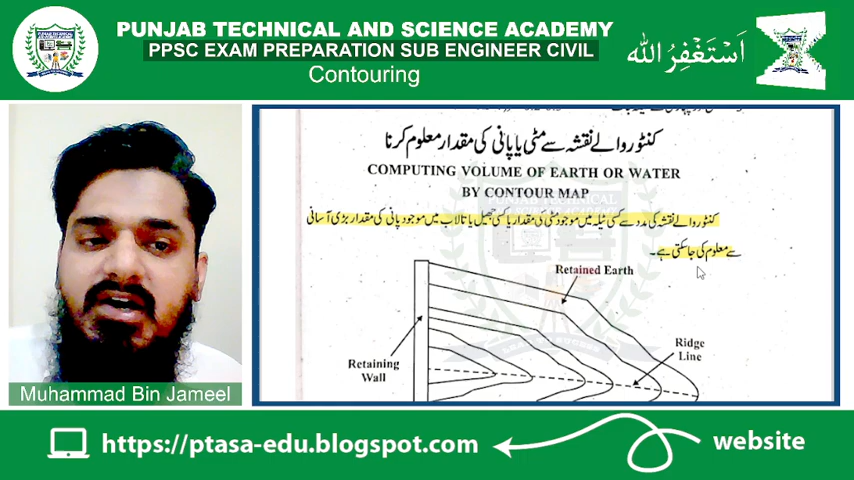 PUNJAB TECHNICAL AND SCIENCE ACADEMY
PPSC EXAM PREPARATION SUB ENGINEER CIVIL
Contouring
اَسْتَغْفِرُ اللّٰه
کنٹور والے نقشہ سے مٹی یا پانی کی مقدار معلوم کرنا
COMPUTING VOLUME OF EARTH OR WATER
BY CONTOUR MAP
کنٹور والے نقشہ کی مدد سے کسی ٹیلہ میں موجود مٹی کی مقدار یا کسی جھیل یا تالاب میں موجود پانی کی مقدار بڑی آسانی
سے معلوم کی جا سکتی ہے۔
Retained Earth
Ridge
Line
Retaining
Wall
Muhammad Bin Jameel
https://ptasa-edu.blogspot.com
website